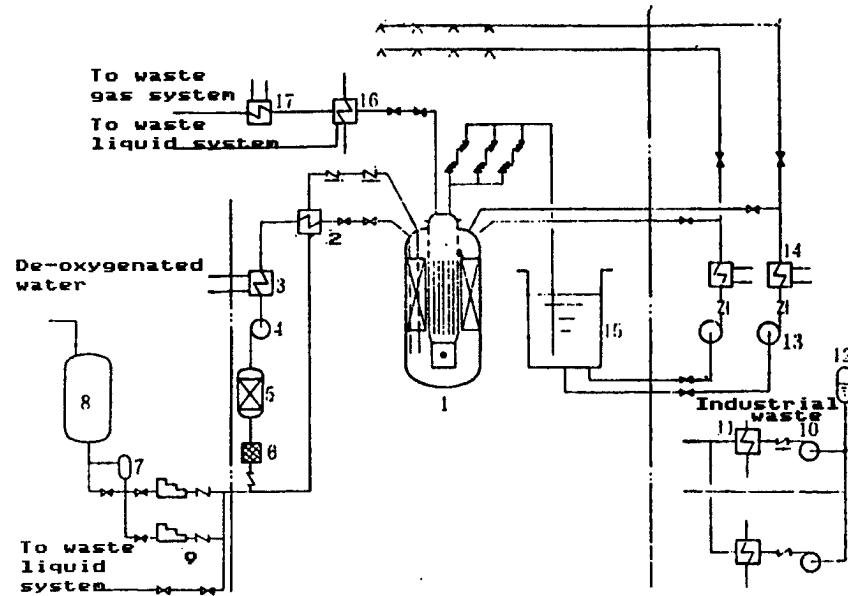 To waste
gas system
17
16
To waste
liquid system
2
De-oxygenated
water
3
14
4
15
13
12
5
1
8
Industrial
waste
11
10
6
7
9
To waste
liquid
system